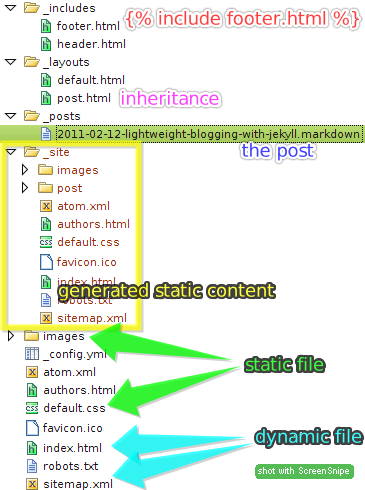 _includes
{% include footer.html %}
footer.html
header.html
_layouts
default.html
post.html
inheritance
_posts
2011-02-12-lightweight-blogging-with-jekyll.markdown
_site
the post
images
post
atom.xml
authors.html
default.css
favicon.ico
index.html
generated static content
robots.txt
sitemap.xml
images
_config.yml
static file
atom.xml
authors.html
default.css
favicon.ico
dynamic file
index.html
robots.txt
shot with ScreenSnipe
sitemap.xml